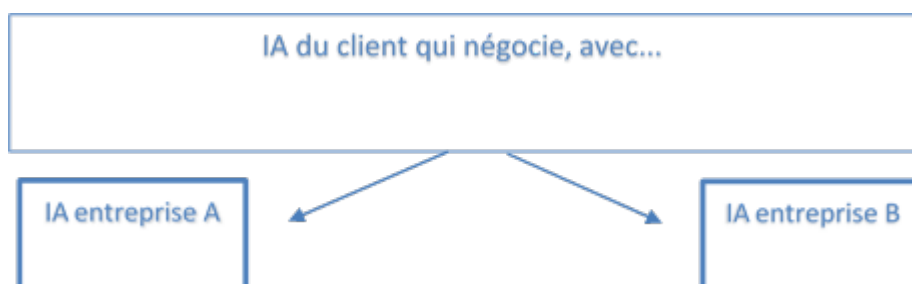 IA du client qui négocie, avec...
IA entreprise A
IA entreprise B